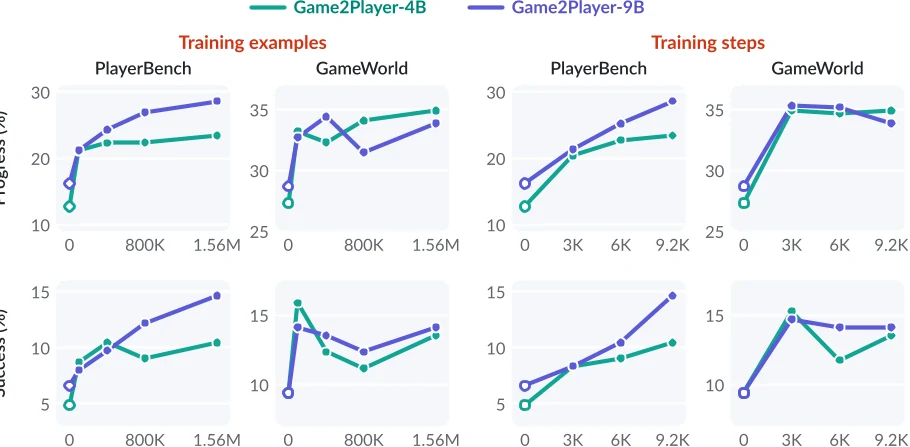 Game2Player-4B Game2Player-9B
Training examples Training steps
PlayerBench GameWorld PlayerBench GameWorld
Progress (%)
30 35 30 35
20 30 20 30
10 25 10 25
0 800K 1.56M 0 800K 1.56M 0 3K 6K 9.2K 0 3K 6K 9.2K
Success (%)
15 15 15 15
10 10 10 10
5 5
0 800K 1.56M 0 800K 1.56M 0 3K 6K 9.2K 0 3K 6K 9.2K